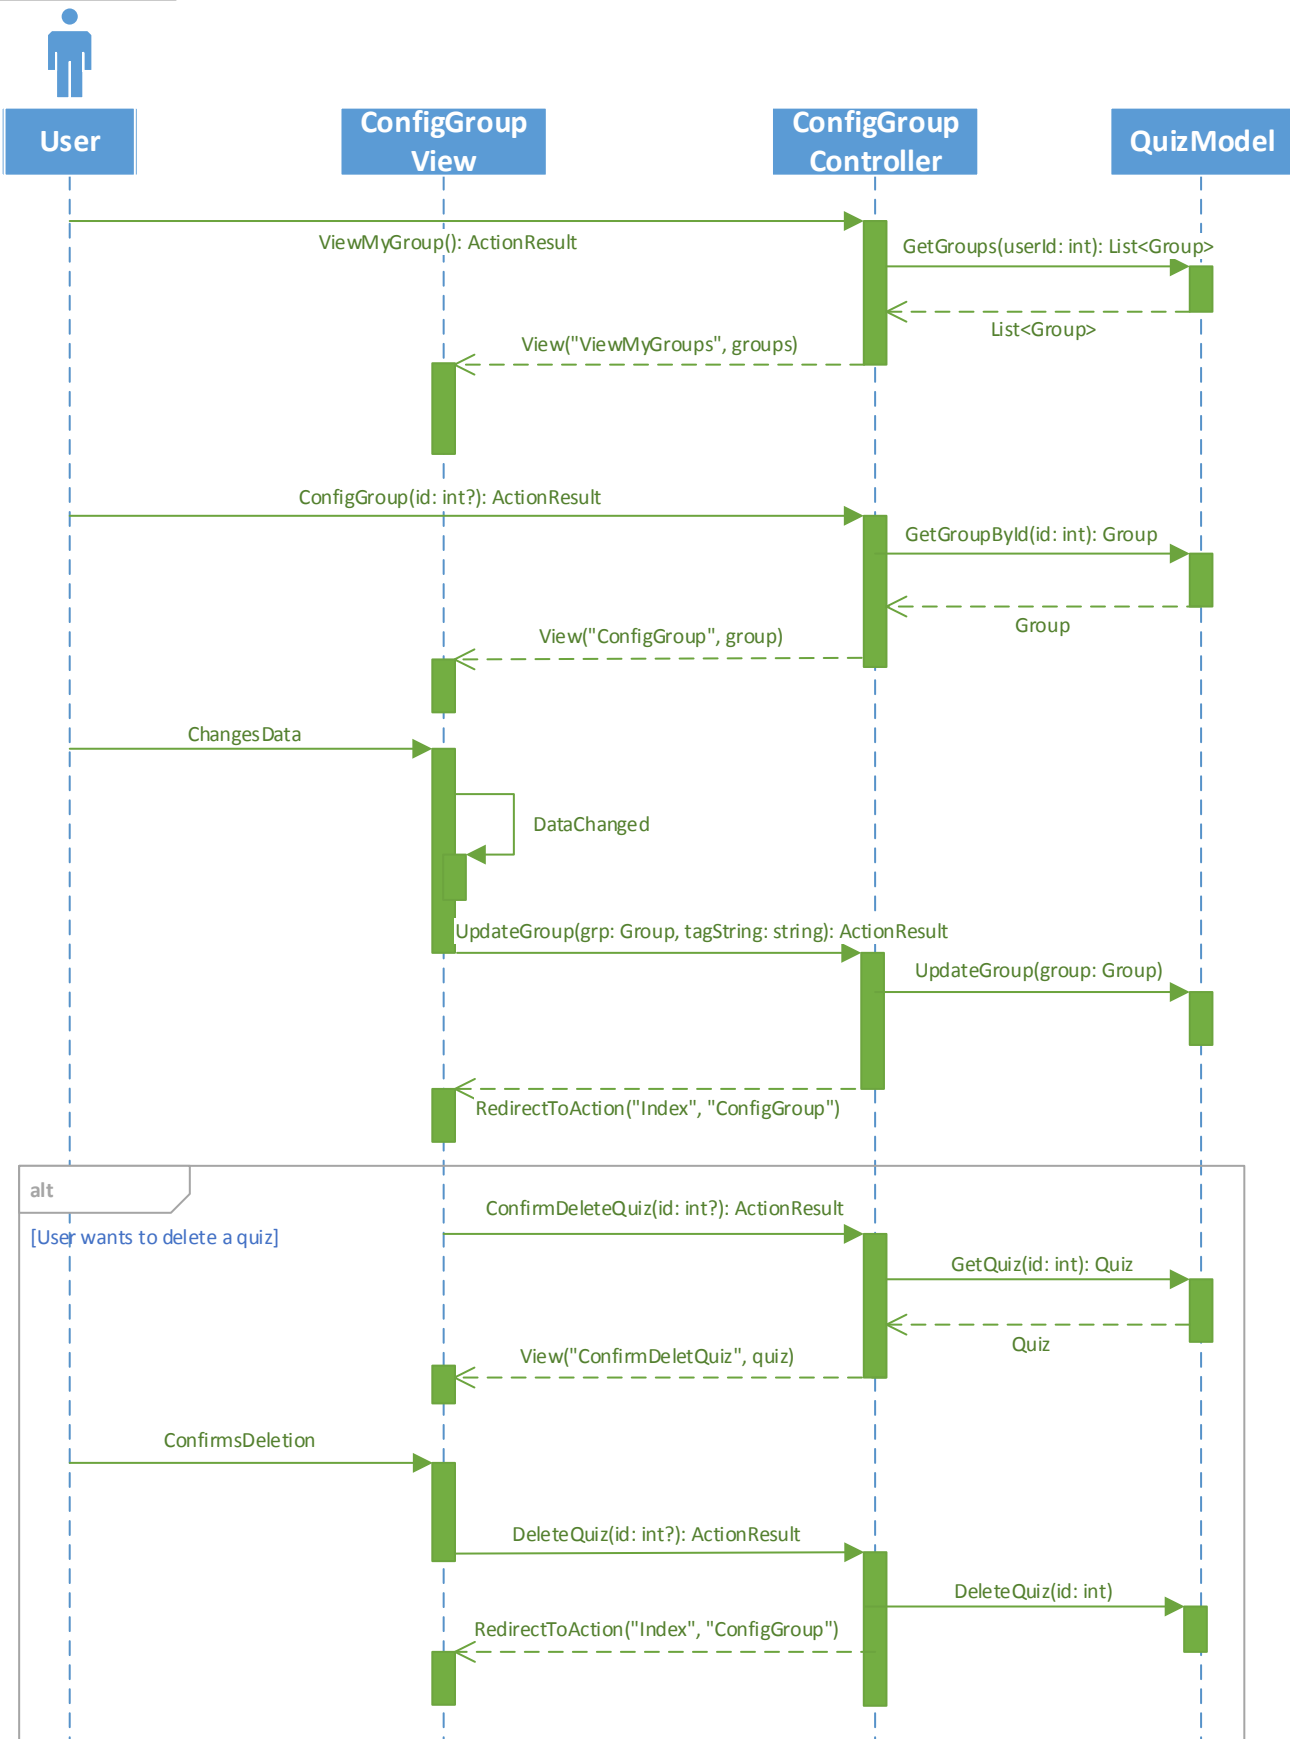 User
ConfigGroup
View
ConfigGroup
Controller
QuizModel
ViewMyGroup(): ActionResult
GetGroups(userId: int): List<Group>
List<Group>
View("ViewMyGroups", groups)
ConfigGroup(id: int?): ActionResult
GetGroupById(id: int): Group
Group
View("ConfigGroup", group)
ChangesData
DataChanged
UpdateGroup(grp: Group, tagString: string): ActionResult
UpdateGroup(group: Group)
RedirectToAction("Index", "ConfigGroup")
alt
[User wants to delete a quiz]
ConfirmDeleteQuiz(id: int?): ActionResult
GetQuiz(id: int): Quiz
Quiz
View("ConfirmDeletQuiz", quiz)
ConfirmsDeletion
DeleteQuiz(id: int?): ActionResult
DeleteQuiz(id: int)
RedirectToAction("Index", "ConfigGroup")